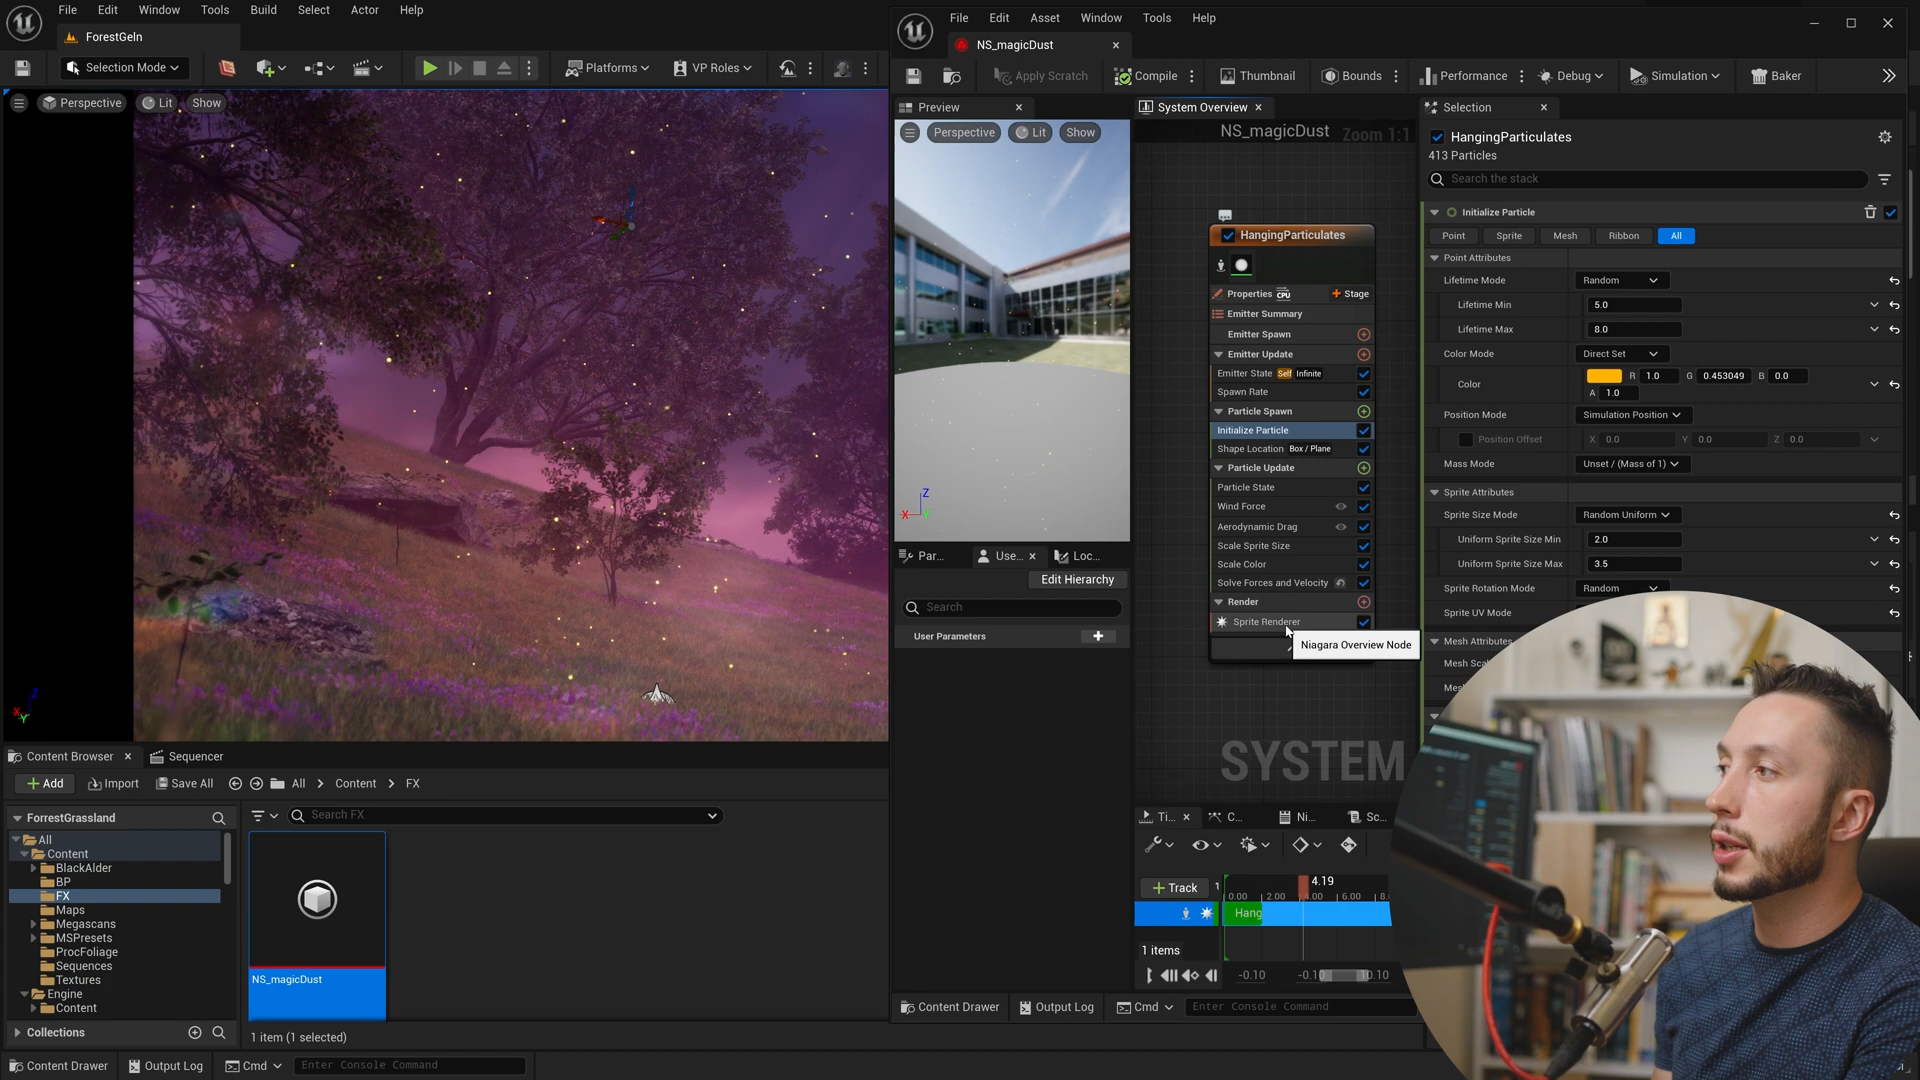 File Edit Window Tools Build Select Actor Help
ForestGeIn
Selection Mode
Platforms
VP Roles
Perspective
Lit
Show
Content Browser
Sequencer
Add
Import
Save All
All
Content
FX
ForrestGrassland
Search FX
All
Content
BlackAlder
BP
FX
Maps
Megascans
MSPresets
ProcFoliage
Sequences
Textures
Engine
Content
Collections
NS_magicDust
1 item (1 selected)
Content Drawer
Output Log
Cmd
Enter Console Command
File Edit Asset Window Tools Help
NS_magicDust
Apply Scratch
Compile
Thumbnail
Bounds
Performance
Debug
Simulation
Baker
Preview
Perspective
Lit
Show
Z
X
Par...
Use...
Loc...
Edit Hierarchy
Search
User Parameters
System Overview
NS_magicDust
Zoom 1:1
HangingParticulates
Properties CPU
Stage
Emitter Summary
Emitter Spawn
Emitter Update
Emitter State Self Infinite
Spawn Rate
Particle Spawn
Initialize Particle
Shape Location Box / Plane
Particle Update
Particle State
Wind Force
Aerodynamic Drag
Scale Sprite Size
Scale Color
Solve Forces and Velocity
Render
Sprite Renderer
Niagara Overview Node
SYSTEM
Ti...
C...
Ni...
Sc...
Track
4.19
0.00 2.00 4.00 6.00 8.
Hang
1 items
-0.10
-0.10
10.10
Content Drawer
Output Log
Cmd
Enter Console Command
Selection
HangingParticulates
413 Particles
Search the stack
Initialize Particle
Point Sprite Mesh Ribbon All
Point Attributes
Lifetime Mode Random
Lifetime Min 5.0
Lifetime Max 8.0
Color Mode Direct Set
Color R 1.0 G 0.453049 B 0.0
A 1.0
Position Mode Simulation Position
Position Offset X 0.0 Y 0.0 Z 0.0
Mass Mode Unset / (Mass of 1)
Sprite Attributes
Sprite Size Mode Random Uniform
Uniform Sprite Size Min 2.0
Uniform Sprite Size Max 3.5
Sprite Rotation Mode Random
Sprite UV Mode
Mesh Attributes
Mesh Scal
Mesh